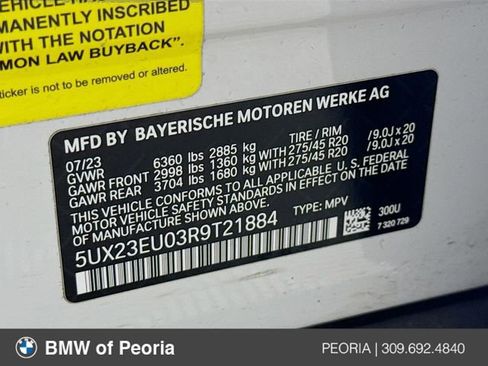 VEHICLE
PERMANENTLY INSCRIBED
WITH THE NOTATION
MON LAW BUYBACK".
ticker is not to be removed or altered.
MFD BY BAYERISCHE MOTOREN WERKE AG
07/23 TIRE / RIM
GVWR 6360 lbs 2885 kg
GAWR FRONT 2998 lbs 1360 kg WITH 275/45 R20 /9.0J x 20
GAWR REAR 3704 lbs 1680 kg WITH 275/45 R20 /9.0J x 20
THIS VEHICLE CONFORMS TO ALL APPLICABLE U.S. FEDERAL
MOTOR VEHICLE SAFETY STANDARDS IN EFFECT ON THE
DATE OF MANUFACTURE SHOWN ABOVE.
5UX23EU03R9T21884 TYPE: MPV 300U
7 320 729
BMW of Peoria PEORIA | 309.692.4840